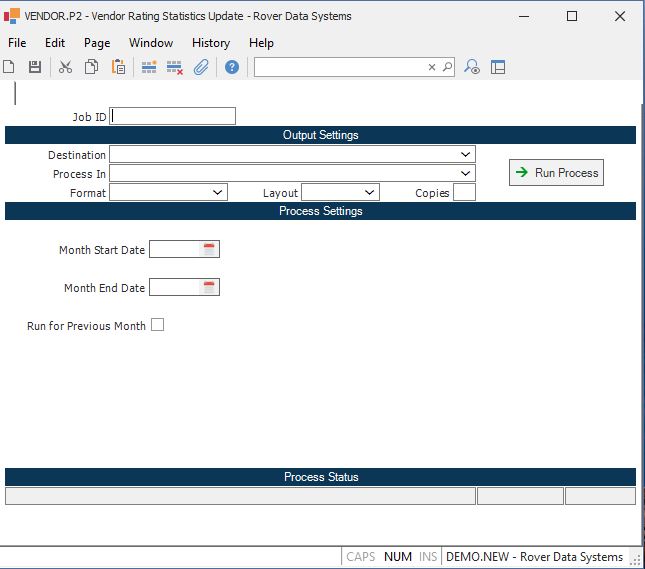 VENDOR.P2 - Vendor Rating Statistics Update - Rover Data Systems
File Edit Page Window History Help
Job ID
Output Settings
Destination
Process In
Run Process
Format Layout Copies
Process Settings
Month Start Date
Month End Date
Run for Previous Month
Process Status
CAPS NUM INS DEMO.NEW - Rover Data Systems